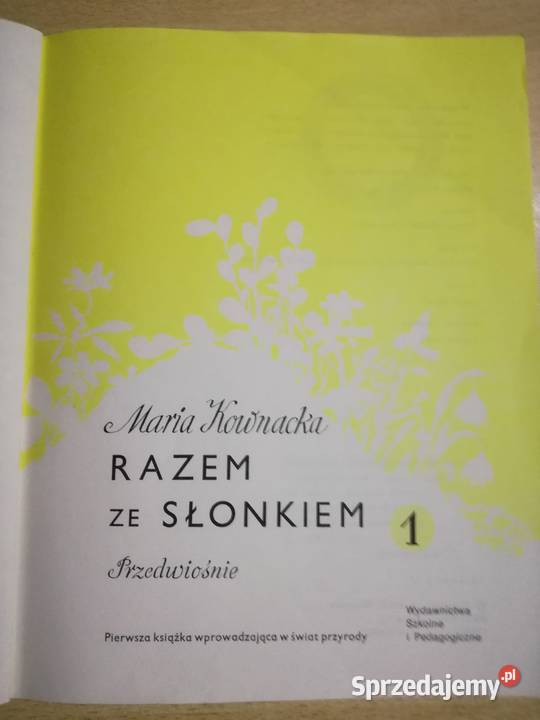 Maria Kownacka
RAZEM
ZE SŁONKIEM 1
Przedwiośnie
Pierwsza książka wprowadzająca w świat przyrody
Wydawnictwa
Szkolne
i Pedagogiczne
Sprzedajemy.pl